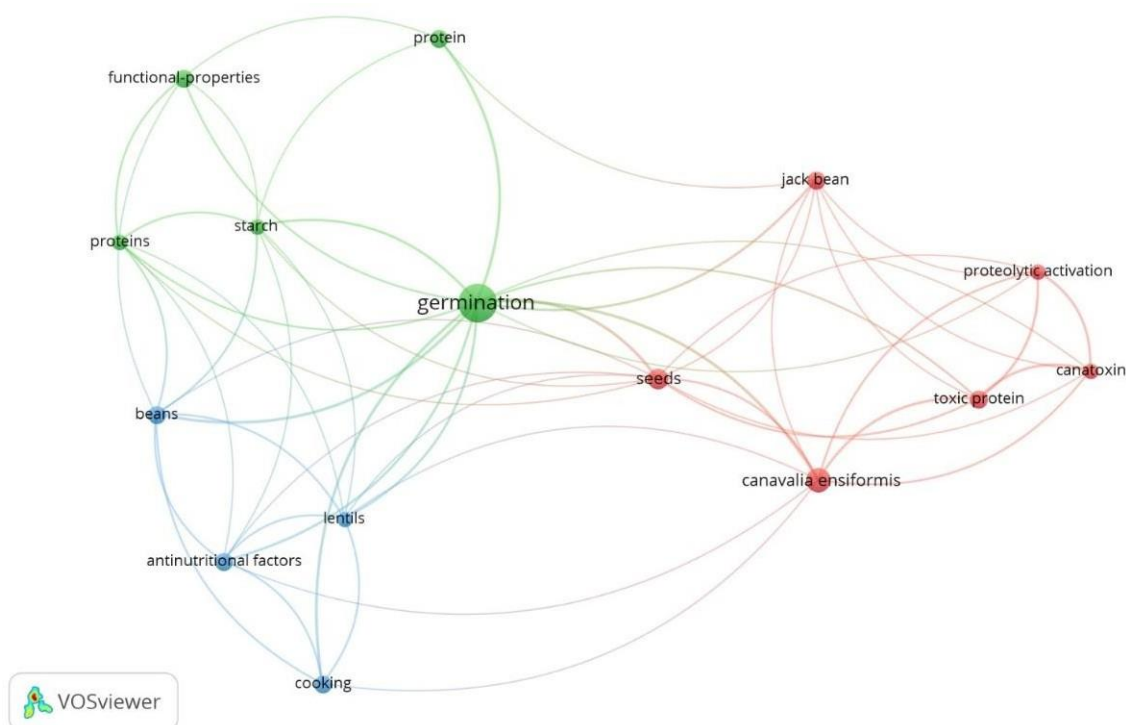 protein
functional-properties
jack bean
starch
proteins
proteolytic activation
germination
canatoxin
seeds
toxic protein
beans
canavalia ensiformis
lentils
antinutritional factors
cooking
VOSviewer